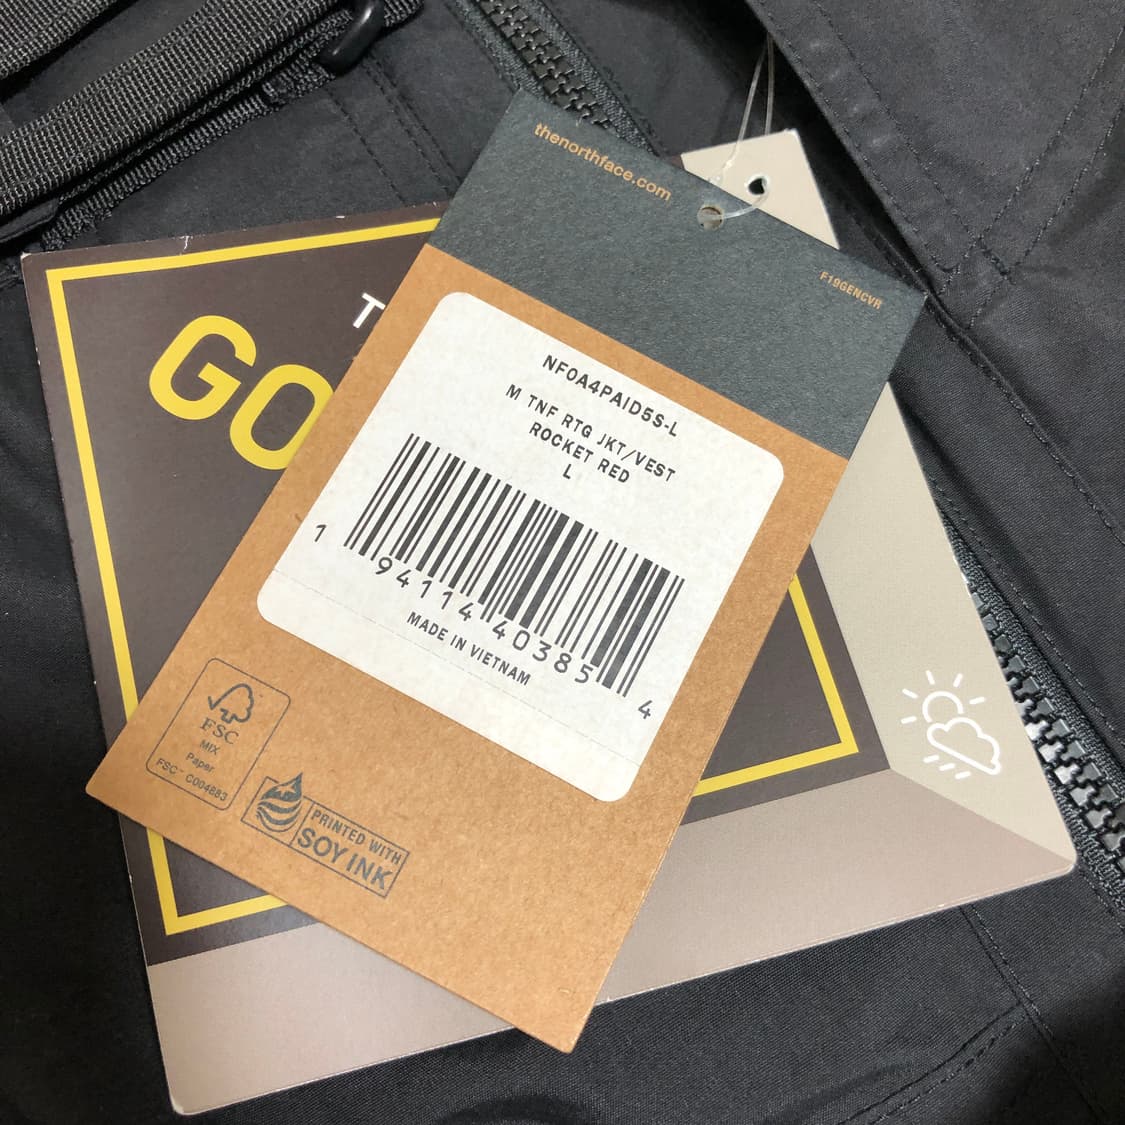 thenorthface.com
F19GENCVR
T
GO
NF0A4PAID5S-L
M TNF RTG JKT/VEST
ROCKET RED
L
1 94114 40385 4
MADE IN VIETNAM
FSC
MIX
Paper
FSC - C004883
PRINTED WITH
SOY INK